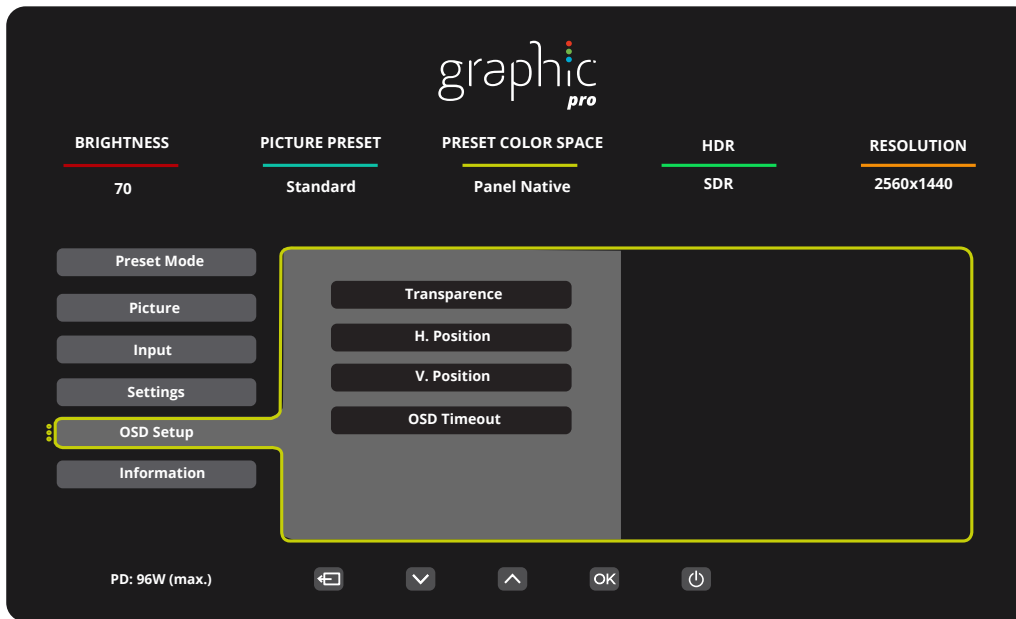 graphic
pro
BRIGHTNESS PICTURE PRESET PRESET COLOR SPACE HDR RESOLUTION
70 Standard Panel Native SDR 2560x1440
Preset Mode
Picture
Input
Settings
OSD Setup
Information
Transparence
H. Position
V. Position
OSD Timeout
PD: 96W (max.) OK